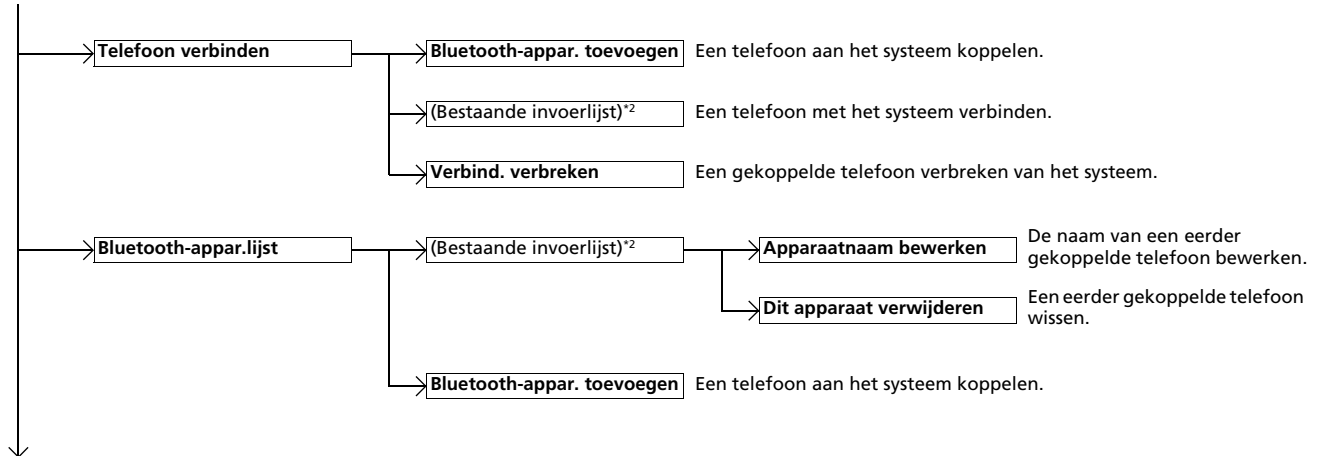 Telefoon verbinden
Bluetooth-appar. toevoegen
Een telefoon aan het systeem koppelen.
(Bestaande invoerlijst)*2
Een telefoon met het systeem verbinden.
Verbind. verbreken
Een gekoppelde telefoon verbreken van het systeem.
Bluetooth-appar.lijst
(Bestaande invoerlijst)*2
Apparaatnaam bewerken
De naam van een eerder
gekoppelde telefoon bewerken.
Dit apparaat verwijderen
Een eerder gekoppelde telefoon
wissen.
Bluetooth-appar. toevoegen
Een telefoon aan het systeem koppelen.